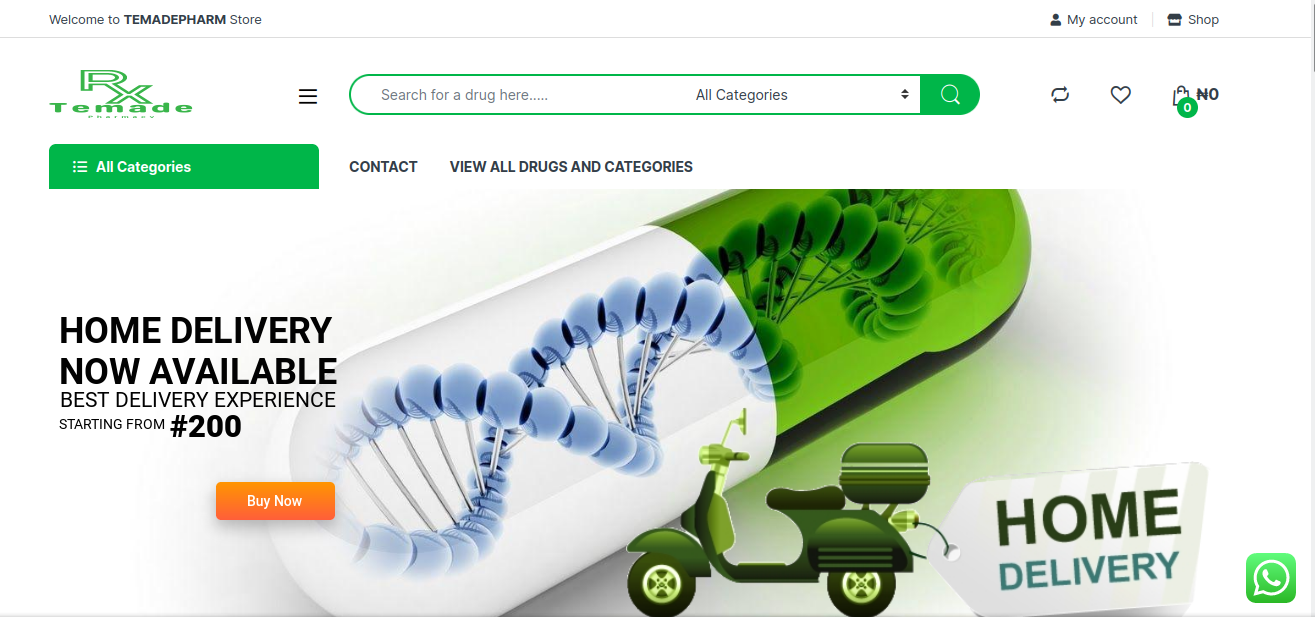 Welcome to TEMADEPHARM Store
My account
Shop
Rx
Temade
Pharmacy
Search for a drug here.....
All Categories
₦0
0
All Categories
CONTACT
VIEW ALL DRUGS AND CATEGORIES
HOME DELIVERY
NOW AVAILABLE
BEST DELIVERY EXPERIENCE
STARTING FROM #200
Buy Now
HOME
DELIVERY